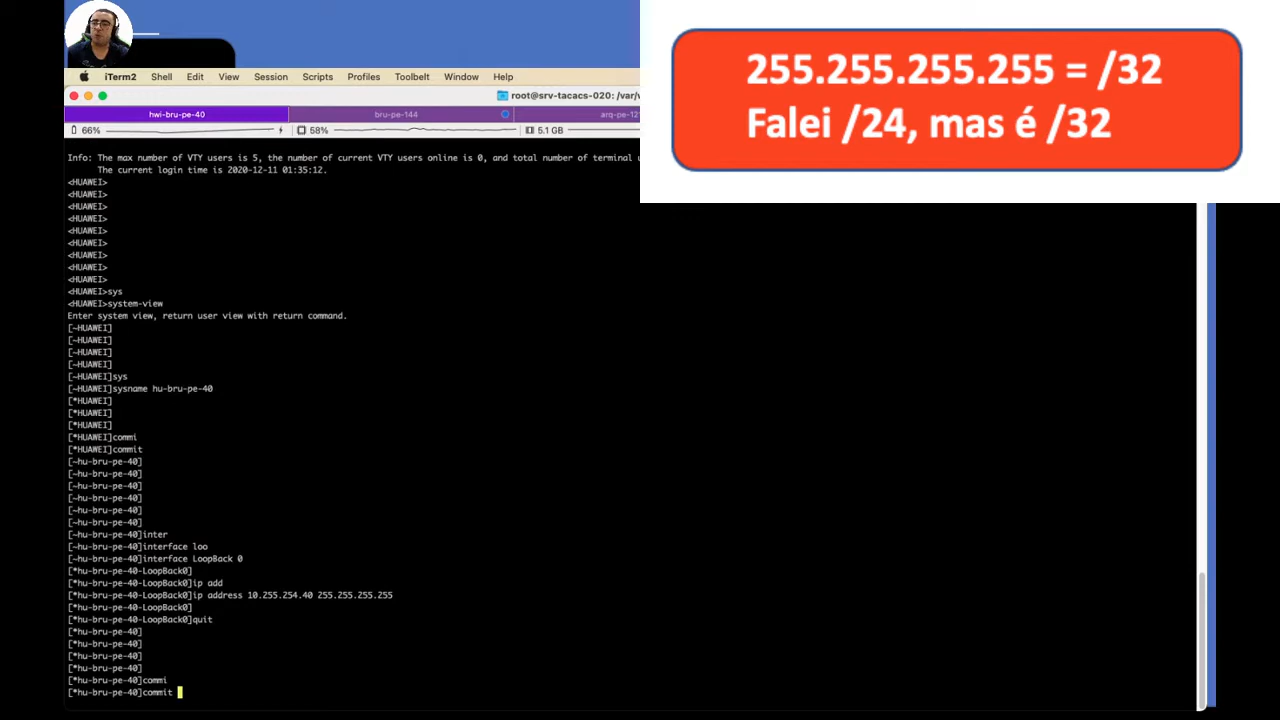 255.255.255.255 = /32
Falei /24, mas é /32
iTerm2 Shell Edit View Session Scripts Profiles Toolbelt Window Help
root@srv-tacacs-020: /var/
hwi-bru-pe-40 bru-pe-144 arq-pe-12
66% 58% 5.1 GB
Info: The max number of VTY users is 5, the number of current VTY users online is 0, and total number of terminal
The current login time is 2020-12-11 01:35:12.
<HUAWEI>
<HUAWEI>
<HUAWEI>
<HUAWEI>
<HUAWEI>
<HUAWEI>
<HUAWEI>
<HUAWEI>
<HUAWEI>
<HUAWEI>sys
<HUAWEI>system-view
Enter system view, return user view with return command.
[~HUAWEI]
[~HUAWEI]
[~HUAWEI]
[~HUAWEI]
[~HUAWEI]sys
[~HUAWEI]sysname hu-bru-pe-40
[*HUAWEI]
[*HUAWEI]
[*HUAWEI]
[*HUAWEI]commi
[*HUAWEI]commit
[~hu-bru-pe-40]
[~hu-bru-pe-40]
[~hu-bru-pe-40]
[~hu-bru-pe-40]
[~hu-bru-pe-40]
[~hu-bru-pe-40]
[~hu-bru-pe-40]inter
[~hu-bru-pe-40]interface loo
[~hu-bru-pe-40]interface LoopBack 0
[*hu-bru-pe-40-LoopBack0]
[*hu-bru-pe-40-LoopBack0]ip add
[*hu-bru-pe-40-LoopBack0]ip address 10.255.254.40 255.255.255.255
[*hu-bru-pe-40-LoopBack0]
[*hu-bru-pe-40-LoopBack0]quit
[*hu-bru-pe-40]
[*hu-bru-pe-40]
[*hu-bru-pe-40]
[*hu-bru-pe-40]
[*hu-bru-pe-40]commi
[*hu-bru-pe-40]commit